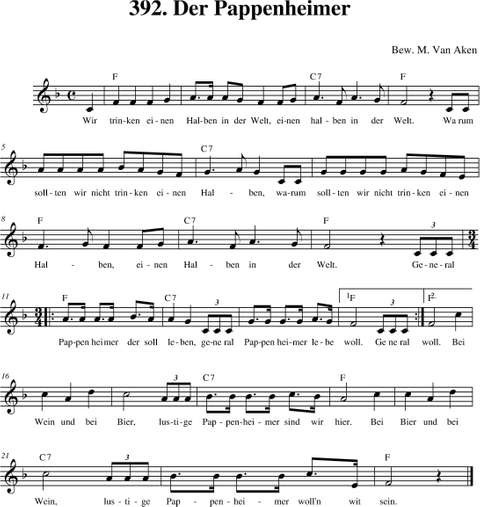 392. Der Pappenheimer
Bew. M. Van Aken
F C7 F
Wir trin-ken ei-nen Hal-ben in der Welt, ei-nen hal-ben in der Welt. Wa rum
5 C7
soll-ten wir nicht trin-ken ei-nen Hal-ben, wa-rum soll-ten wir nicht trin-ken ei-nen
8 F C7 F 3
Hal-ben, ei-nen Hal-ben in der Welt. Ge-ne-ral
11 F C7 3 1. F 3 2.
Pap-pen heimer der soll le-ben, ge-ne-ral Pap-pen hei-mer le-be woll. Ge ne ral woll. Bei
16 3 C7 F
Wein und bei Bier, lus-ti-ge Pap-pen-hei-mer sind wir hier. Bei Bier und bei
21 C7 3 F
Wein, lus-ti-ge Pap-pen-hei-mer woll'n wit sein.